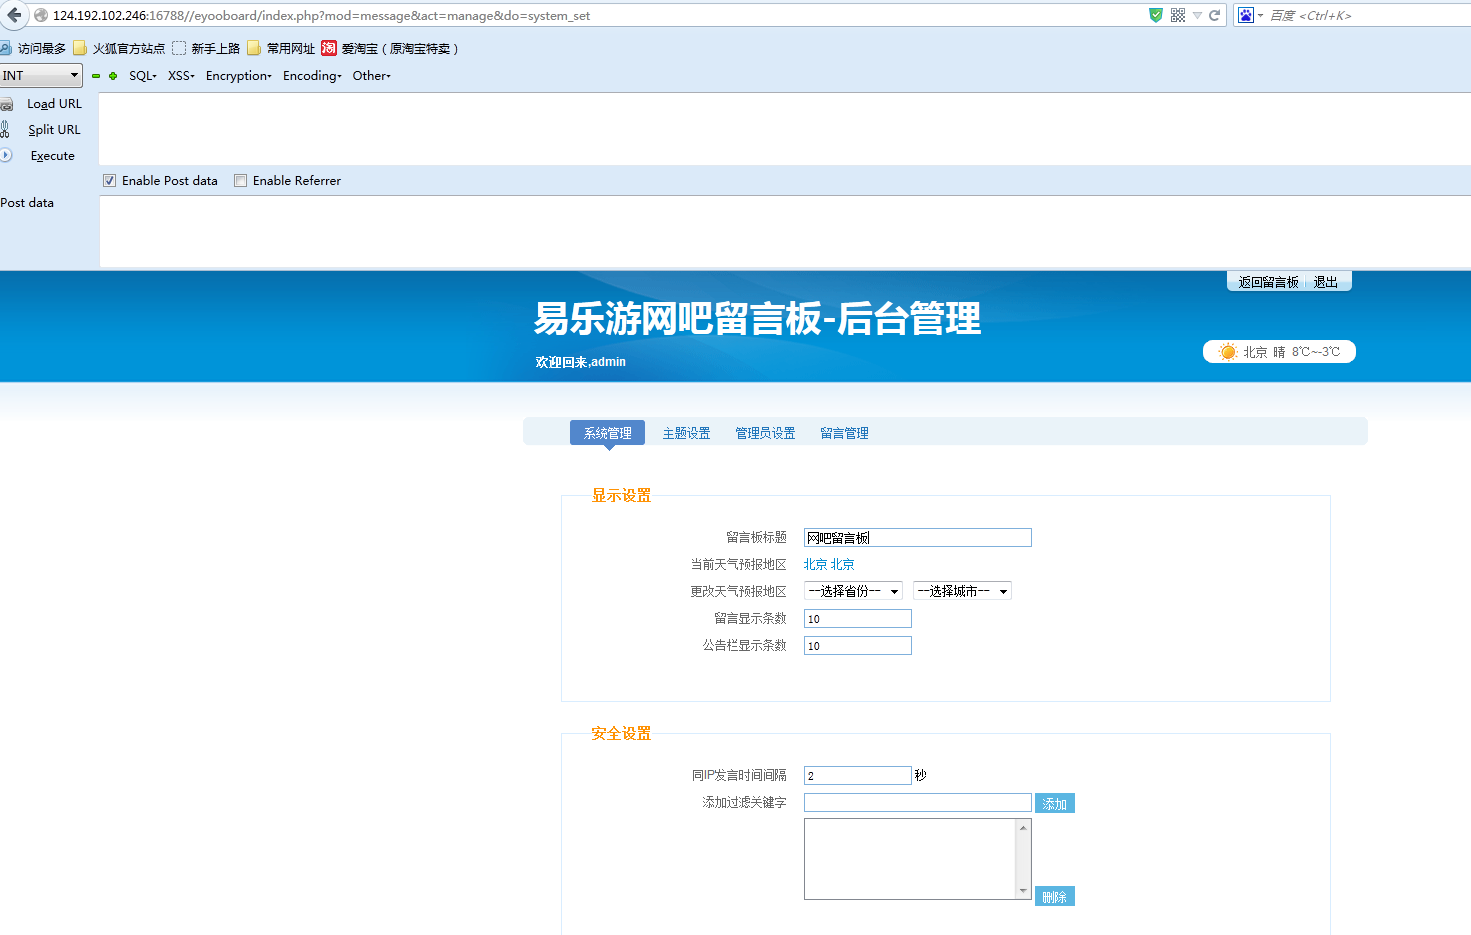 124.192.102.246:16788//eyooboard/index.php?mod=message&act=manage&do=system_set
百度 <Ctrl+K>
访问最多 火狐官方站点 新手上路 常用网址 淘 爱淘宝（原淘宝特卖）
INT SQL XSS Encryption Encoding Other
Load URL
Split URL
Execute
Enable Post data Enable Referrer
Post data
返回留言板 退出
易乐游网吧留言板-后台管理
欢迎回来,admin
北京 晴 8℃~-3℃
系统管理 主题设置 管理员设置 留言管理
显示设置
留言板标题 网吧留言板
当前天气预报地区 北京 北京
更改天气预报地区 --选择省份-- --选择城市--
留言显示条数 10
公告栏显示条数 10
安全设置
同IP发言时间间隔 2 秒
添加过滤关键字 添加
删除